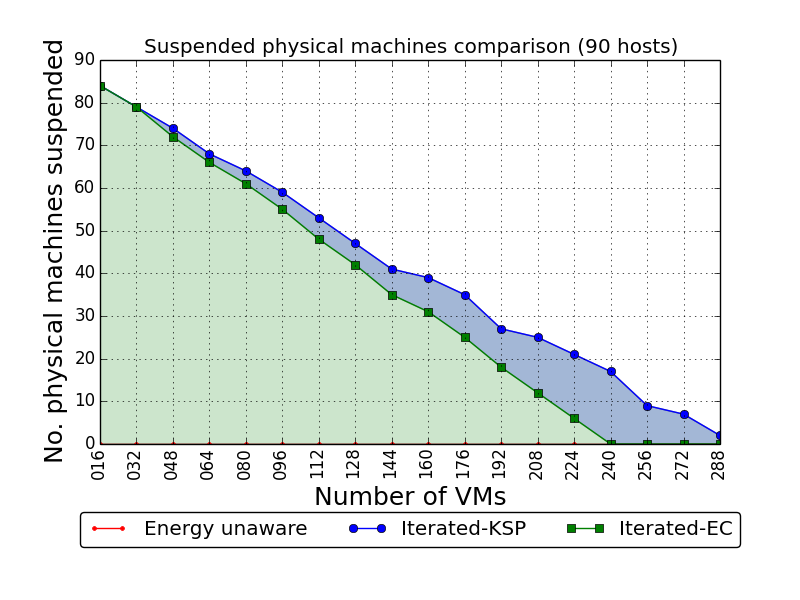 Suspended physical machines comparison (90 hosts)
No. physical machines suspended
90
80
70
60
50
40
30
20
10
0
016 032 048 064 080 096 112 128 144 160 176 192 208 224 240 256 272 288
Number of VMs
Energy unaware Iterated-KSP Iterated-EC